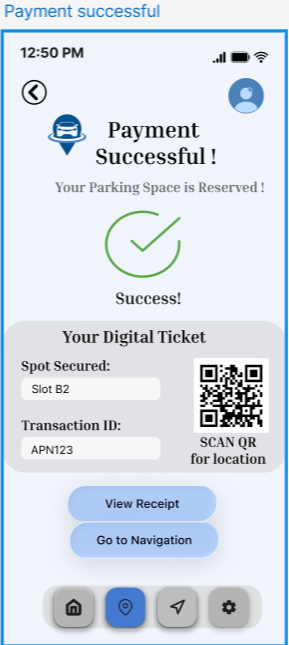 Payment successful
12:50 PM
Payment
Successful !
Your Parking Space is Reserved !
Success!
Your Digital Ticket
Spot Secured:
Slot B2
Transaction ID:
APN123
SCAN QR
for location
View Receipt
Go to Navigation